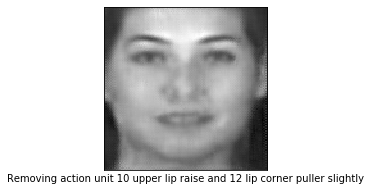 Removing action unit 10 upper lip raise and 12 lip corner puller slightly